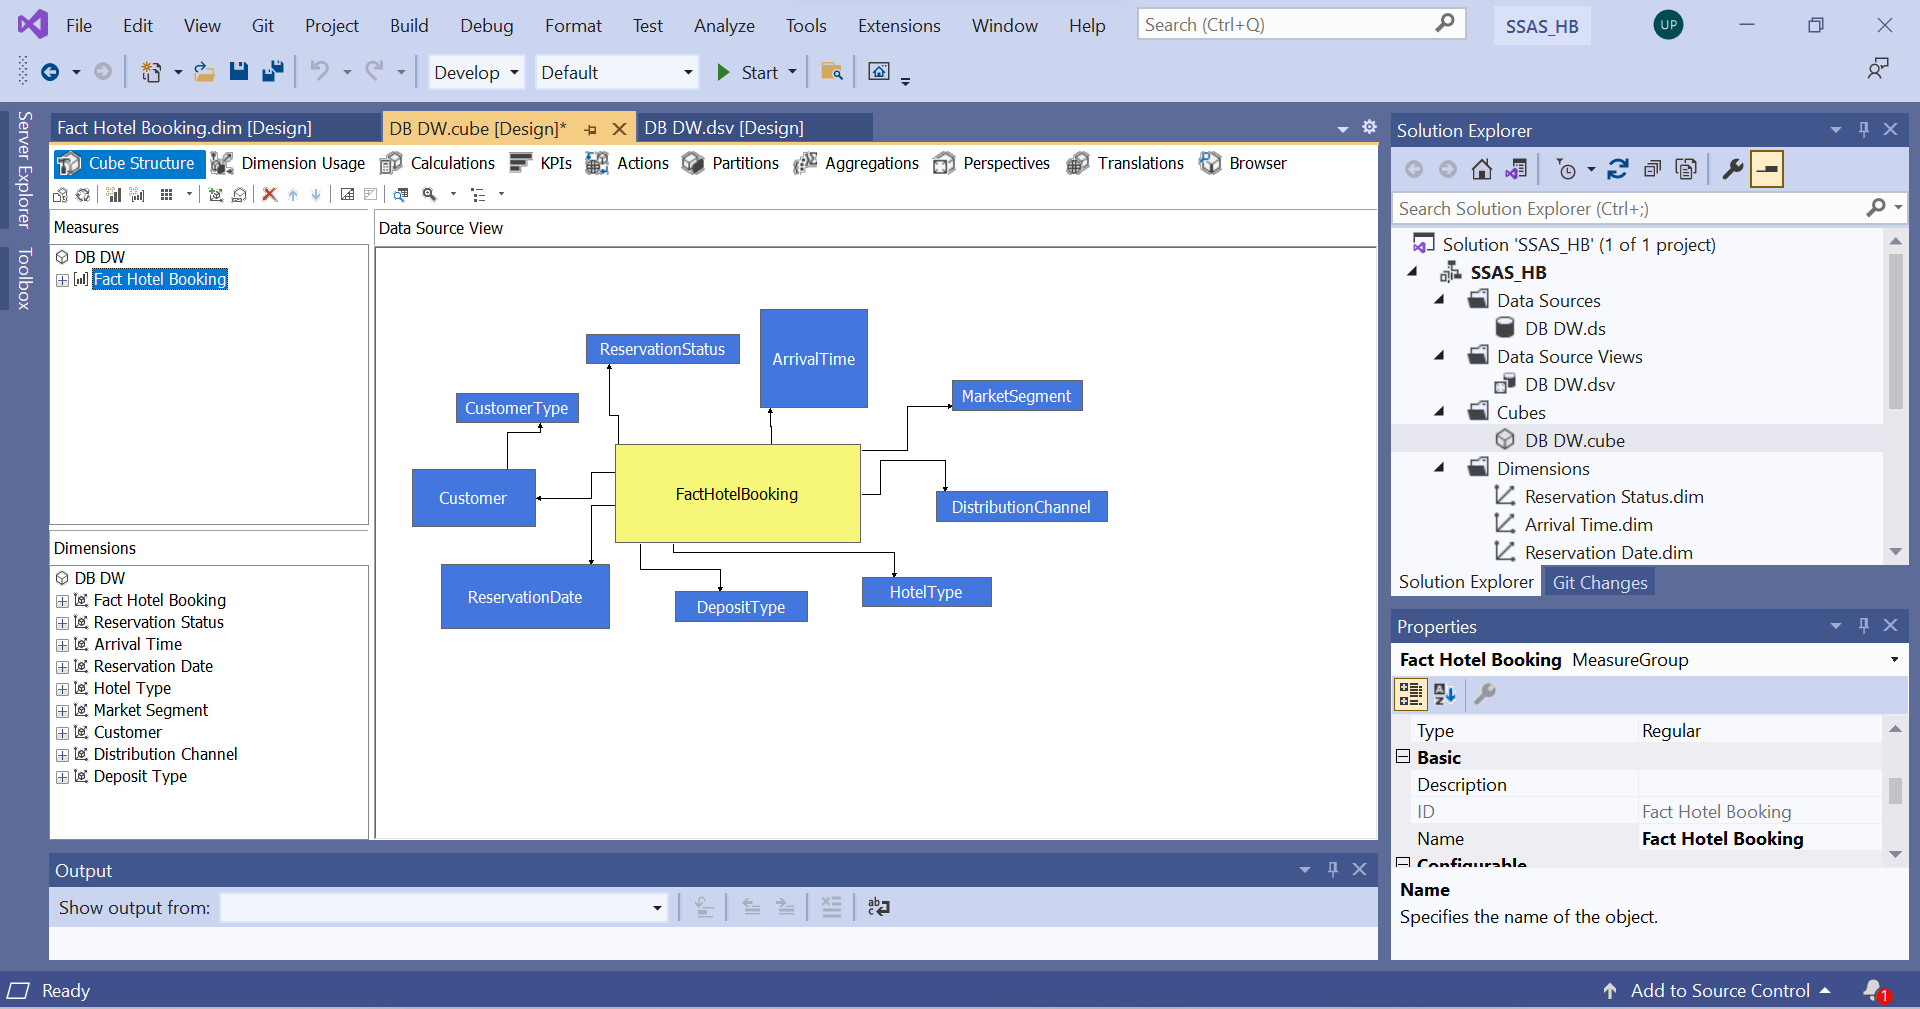 File Edit View Git Project Build Debug Format Test Analyze Tools Extensions Window Help Search (Ctrl+Q) SSAS_HB UP
Develop Default Start
Server Explorer
Toolbox
Fact Hotel Booking.dim [Design] DB DW.cube [Design]* DB DW.dsv [Design]
Cube Structure Dimension Usage Calculations KPIs Actions Partitions Aggregations Perspectives Translations Browser
Measures
DB DW
Fact Hotel Booking
Dimensions
DB DW
Fact Hotel Booking
Reservation Status
Arrival Time
Reservation Date
Hotel Type
Market Segment
Customer
Distribution Channel
Deposit Type
Data Source View
ReservationStatus
ArrivalTime
MarketSegment
CustomerType
Customer
FactHotelBooking
DistributionChannel
ReservationDate
DepositType
HotelType
Output
Show output from:
Solution Explorer
Search Solution Explorer (Ctrl+;)
Solution 'SSAS_HB' (1 of 1 project)
SSAS_HB
Data Sources
DB DW.ds
Data Source Views
DB DW.dsv
Cubes
DB DW.cube
Dimensions
Reservation Status.dim
Arrival Time.dim
Reservation Date.dim
Solution Explorer Git Changes
Properties
Fact Hotel Booking MeasureGroup
Type Regular
Basic
Description
ID Fact Hotel Booking
Name Fact Hotel Booking
Configurable
Name
Specifies the name of the object.
Ready Add to Source Control 1